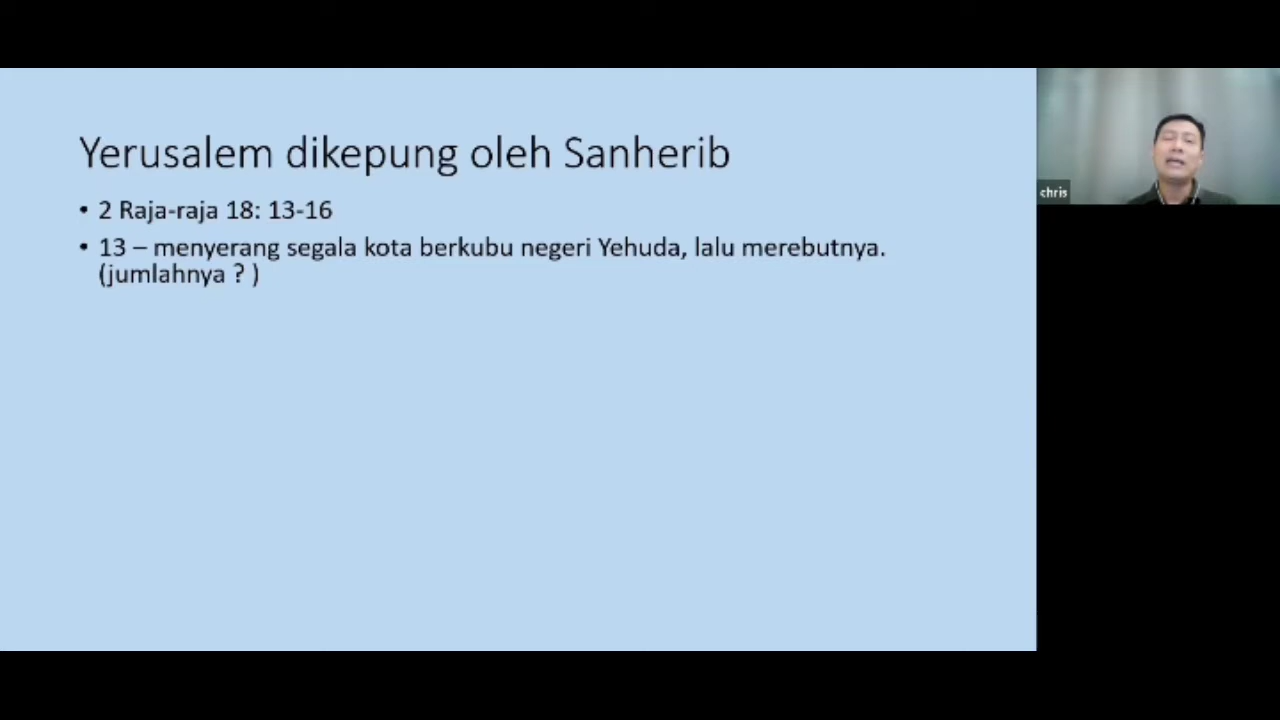 Yerusalem dikepung oleh Sanherib
• 2 Raja-raja 18: 13-16
• 13 – menyerang segala kota berkubu negeri Yehuda, lalu merebutnya.
(jumlahnya ? )
chris